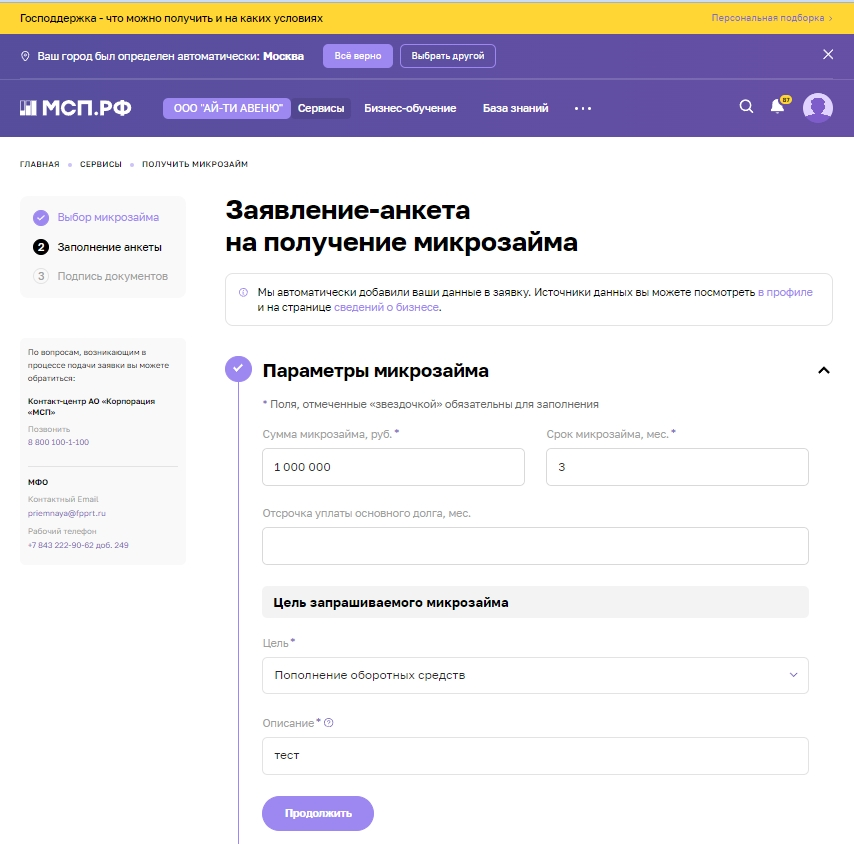 Господдержка - что можно получить и на каких условиях
Персональная подборка ›
Ваш город был определен автоматически: Москва
Всё верно
Выбрать другой
МСП.РФ
ООО "АЙ-ТИ АВЕНЮ"
Сервисы
Бизнес-обучение
База знаний
87
ГЛАВНАЯ
СЕРВИСЫ
ПОЛУЧИТЬ МИКРОЗАЙМ
Выбор микрозайма
2 Заполнение анкеты
3 Подпись документов
По вопросам, возникающим в
процессе подачи заявки вы можете
обратиться:
Контакт-центр АО «Корпорация
«МСП»
Позвонить
8 800 100-1-100
МФО
Контактный Email
priemnaya@fpprt.ru
Рабочий телефон
+7 843 222-90-62 доб. 249
Заявление-анкета
на получение микрозайма
Мы автоматически добавили ваши данные в заявку. Источники данных вы можете посмотреть в профиле
и на странице сведений о бизнесе.
Параметры микрозайма
* Поля, отмеченные «звездочкой» обязательны для заполнения
Сумма микрозайма, руб. *
Срок микрозайма, мес. *
1 000 000
3
Отсрочка уплаты основного долга, мес.
Цель запрашиваемого микрозайма
Цель *
Пополнение оборотных средств
Описание *
тест
Продолжить